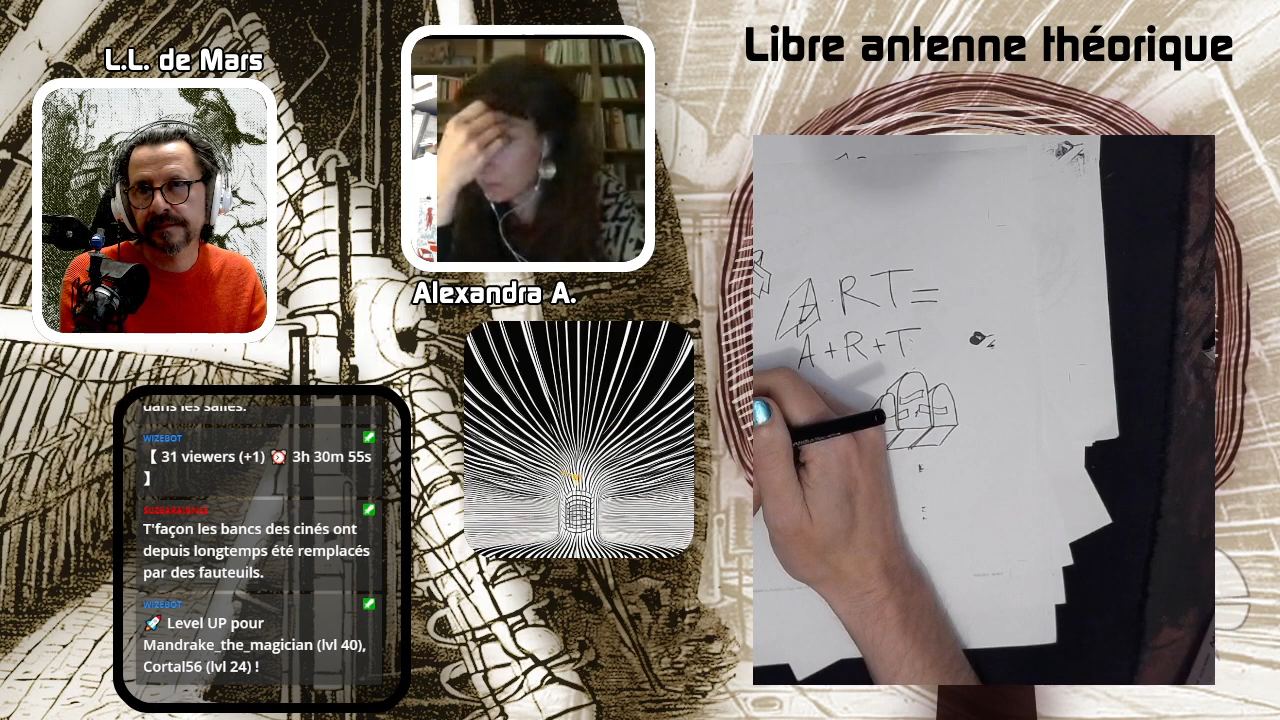 L.L. de Mars
Libre antenne théorique
Alexandra A.
dans les salles.
WIZEBOT
【 31 viewers (+1) ⏰ 3h 30m 55s
】
T'façon les bancs des cinés ont
depuis longtemps été remplacés
par des fauteuils.
WIZEBOT
🚀 Level UP pour
Mandrake_the_magician (lvl 40),
Cortal56 (lvl 24) !
A.RT=
A+R+T